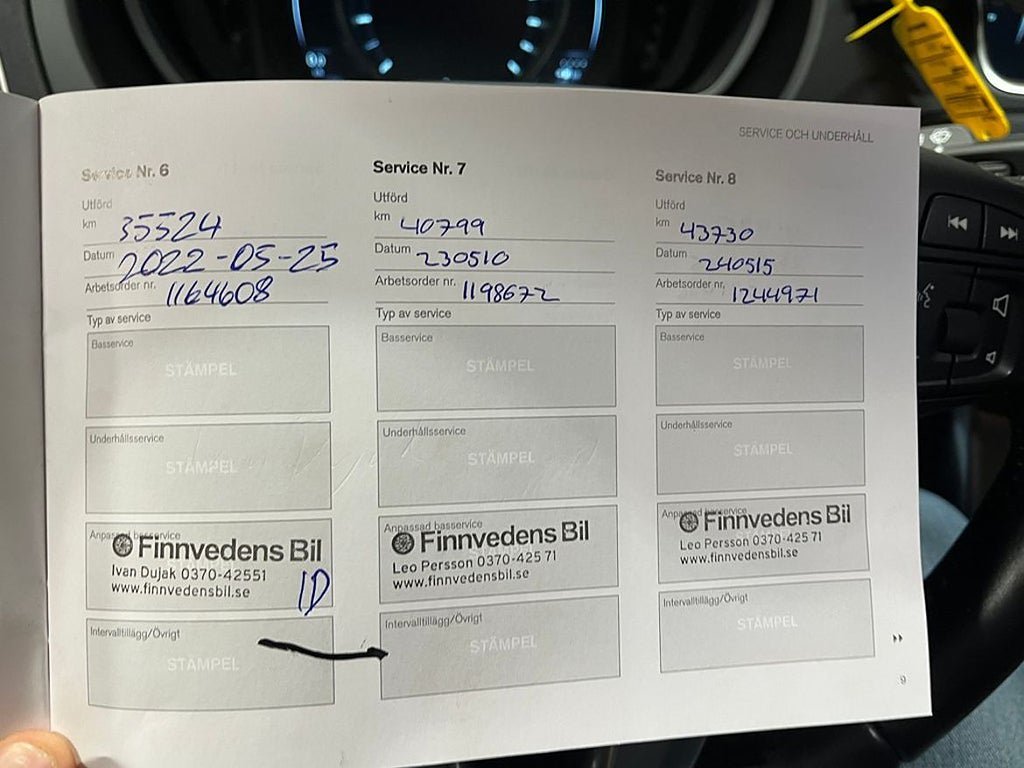 SERVICE OCH UNDERHÅLL
Service Nr. 6
Utförd
km 35524
Datum 2022-05-25
Arbetsorder nr. 1164608
Typ av service
Basservice
STÄMPEL
Underhållsservice
STÄMPEL
Anpassad basservice
Finnvedens Bil
Ivan Dujak 0370-42551
www.finnvedensbil.se
ID
Intervalltillägg/Övrigt
STÄMPEL
Service Nr. 7
Utförd
km 40799
Datum 230510
Arbetsorder nr. 1198672
Typ av service
Basservice
STÄMPEL
Underhållsservice
STÄMPEL
Anpassad basservice
Finnvedens Bil
Leo Persson 0370-425 71
www.finnvedensbil.se
Intervalltillägg/Övrigt
STÄMPEL
Service Nr. 8
Utförd
km 43730
Datum 240515
Arbetsorder nr. 1244971
Typ av service
Basservice
STÄMPEL
Underhållsservice
STÄMPEL
Anpassad basservice
Finnvedens Bil
Leo Persson 0370-425 71
www.finnvedensbil.se
Intervalltillägg/Övrigt
STÄMPEL
9